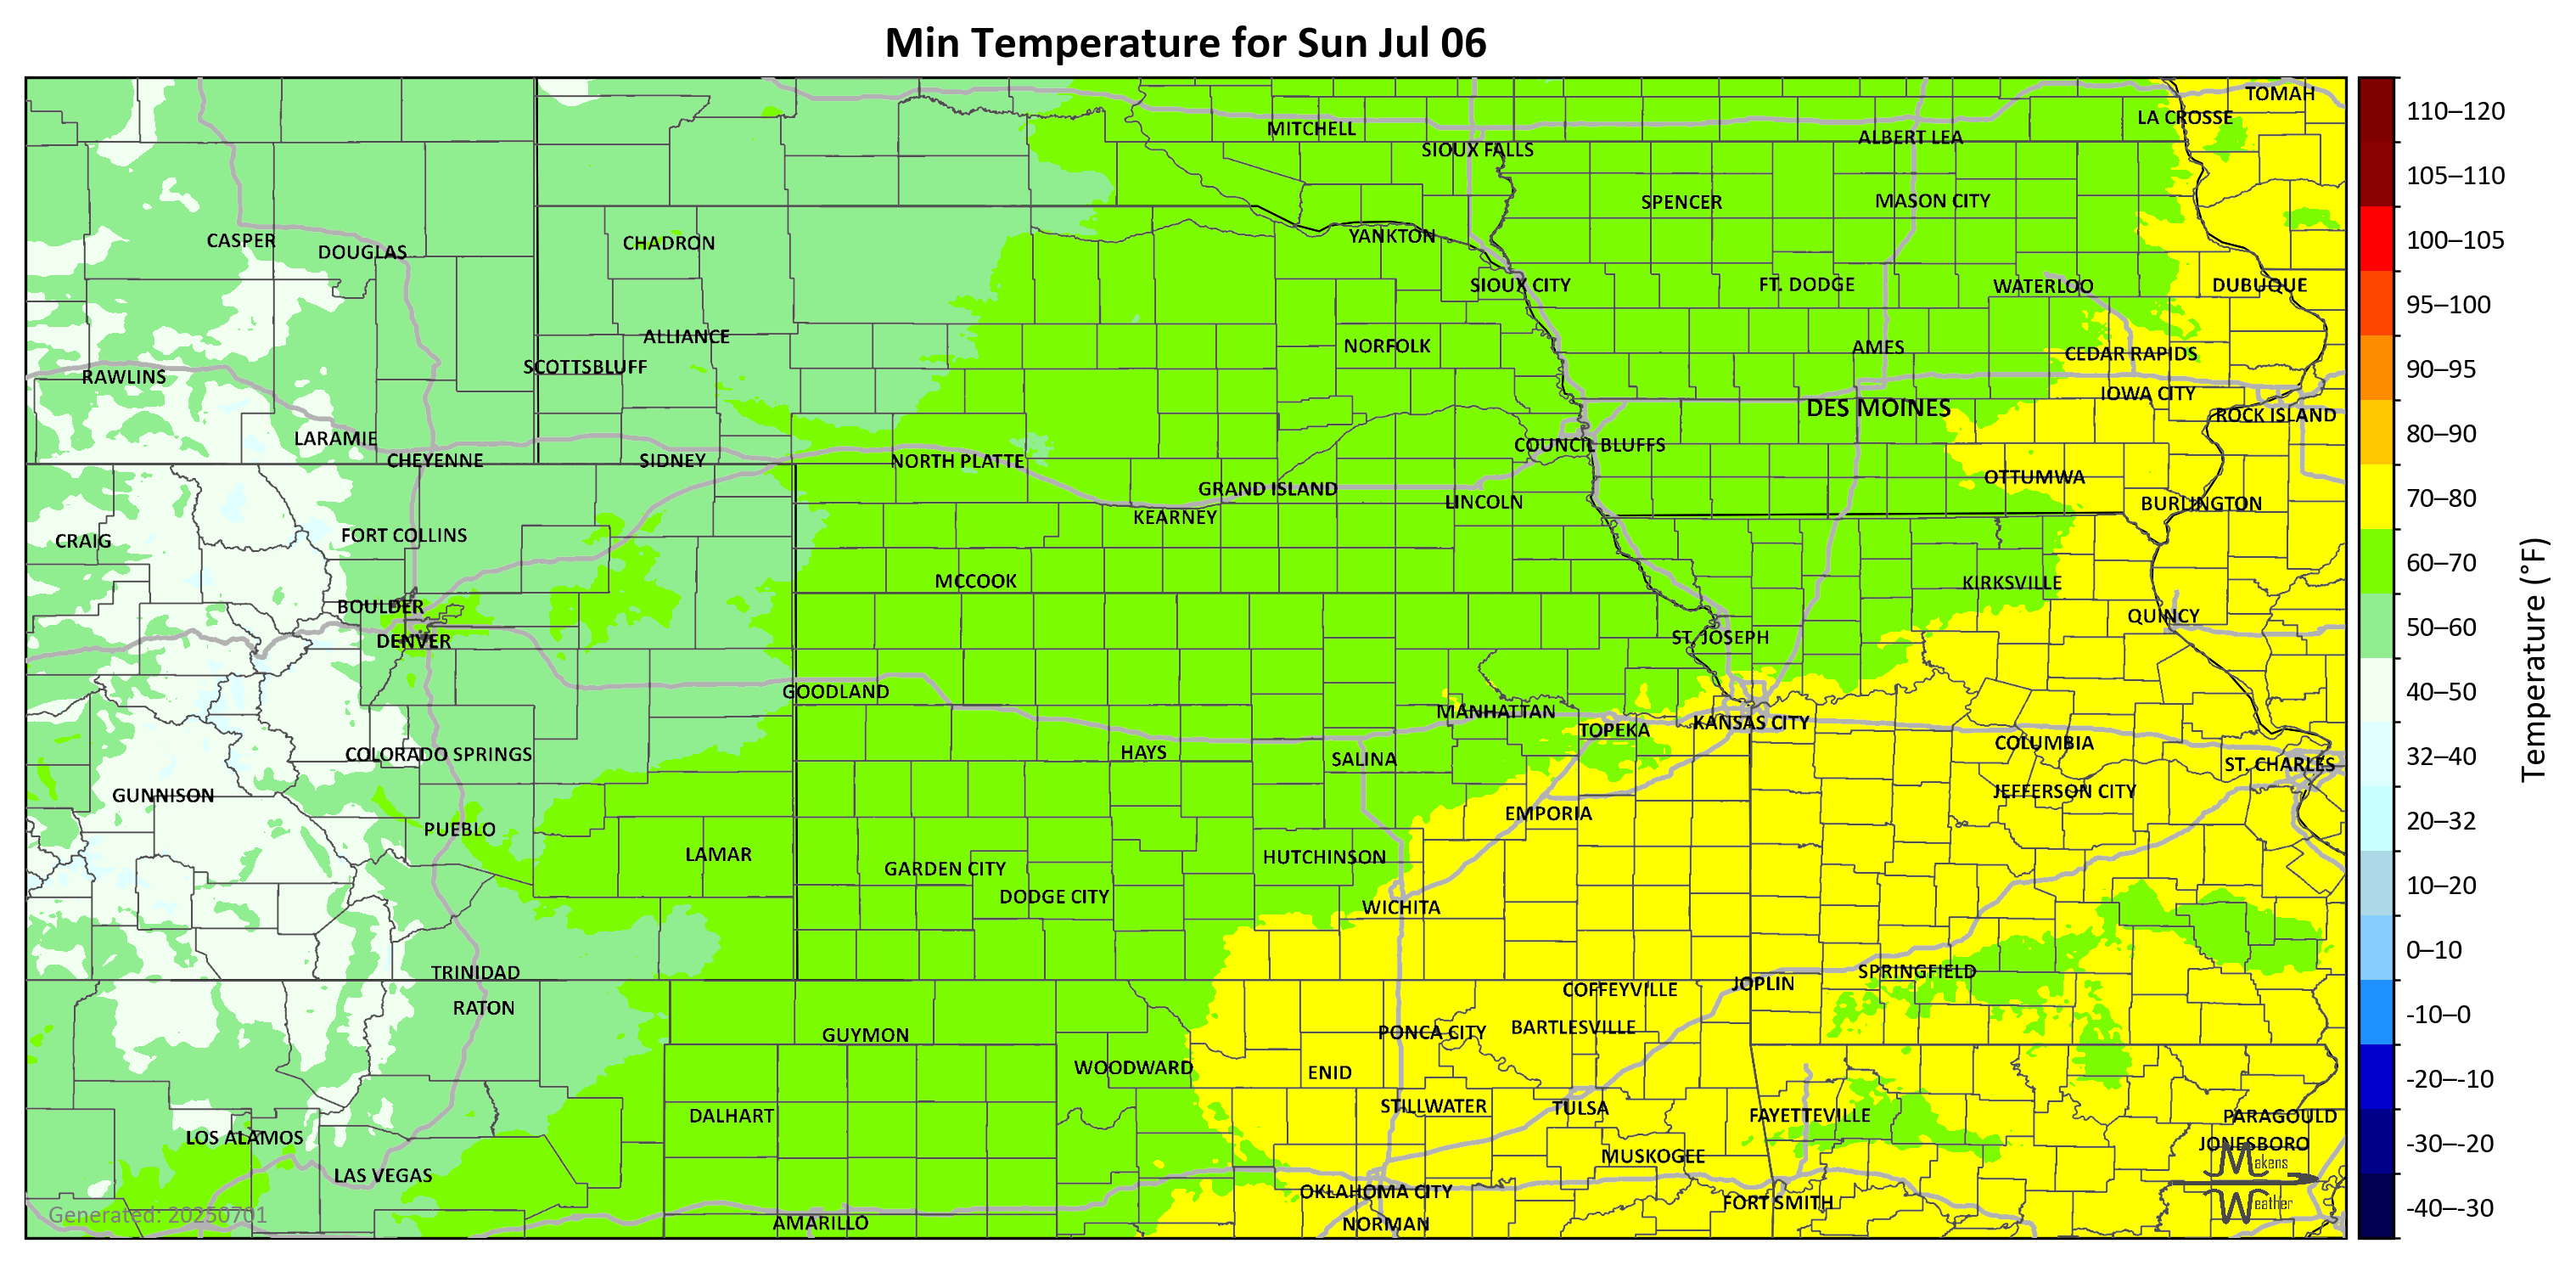 Min Temperature for Sun Jul 06
TOMAH
LA CROSSE
MITCHELL
ALBERT LEA
SIOUX FALLS
SPENCER
MASON CITY
CASPER
DOUGLAS
CHADRON
YANKTON
SIOUX CITY
FT. DODGE
WATERLOO
DUBUQUE
ALLIANCE
NORFOLK
AMES
CEDAR RAPIDS
SCOTTSBLUFF
RAWLINS
IOWA CITY
DES MOINES
ROCK ISLAND
LARAMIE
COUNCIL BLUFFS
CHEYENNE
SIDNEY
NORTH PLATTE
OTTUMWA
GRAND ISLAND
LINCOLN
BURLINGTON
KEARNEY
CRAIG
FORT COLLINS
MCCOOK
KIRKSVILLE
BOULDER
QUINCY
DENVER
ST. JOSEPH
GOODLAND
MANHATTAN
TOPEKA
KANSAS CITY
COLUMBIA
COLORADO SPRINGS
HAYS
SALINA
ST. CHARLES
GUNNISON
JEFFERSON CITY
EMPORIA
PUEBLO
LAMAR
HUTCHINSON
GARDEN CITY
DODGE CITY
WICHITA
TRINIDAD
SPRINGFIELD
JOPLIN
COFFEYVILLE
RATON
GUYMON
PONCA CITY
BARTLESVILLE
WOODWARD
ENID
STILLWATER
TULSA
DALHART
FAYETTEVILLE
PARAGOULD
LOS ALAMOS
JONESBORO
MUSKOGEE
LAS VEGAS
OKLAHOMA CITY
FORT SMITH
AMARILLO
NORMAN
Makens
Weather
Generated: 20250701
110–120
105–110
100–105
95–100
90–95
80–90
70–80
60–70
50–60
40–50
32–40
20–32
10–20
0–10
-10–0
-20–-10
-30–-20
-40–-30
Temperature (°F)